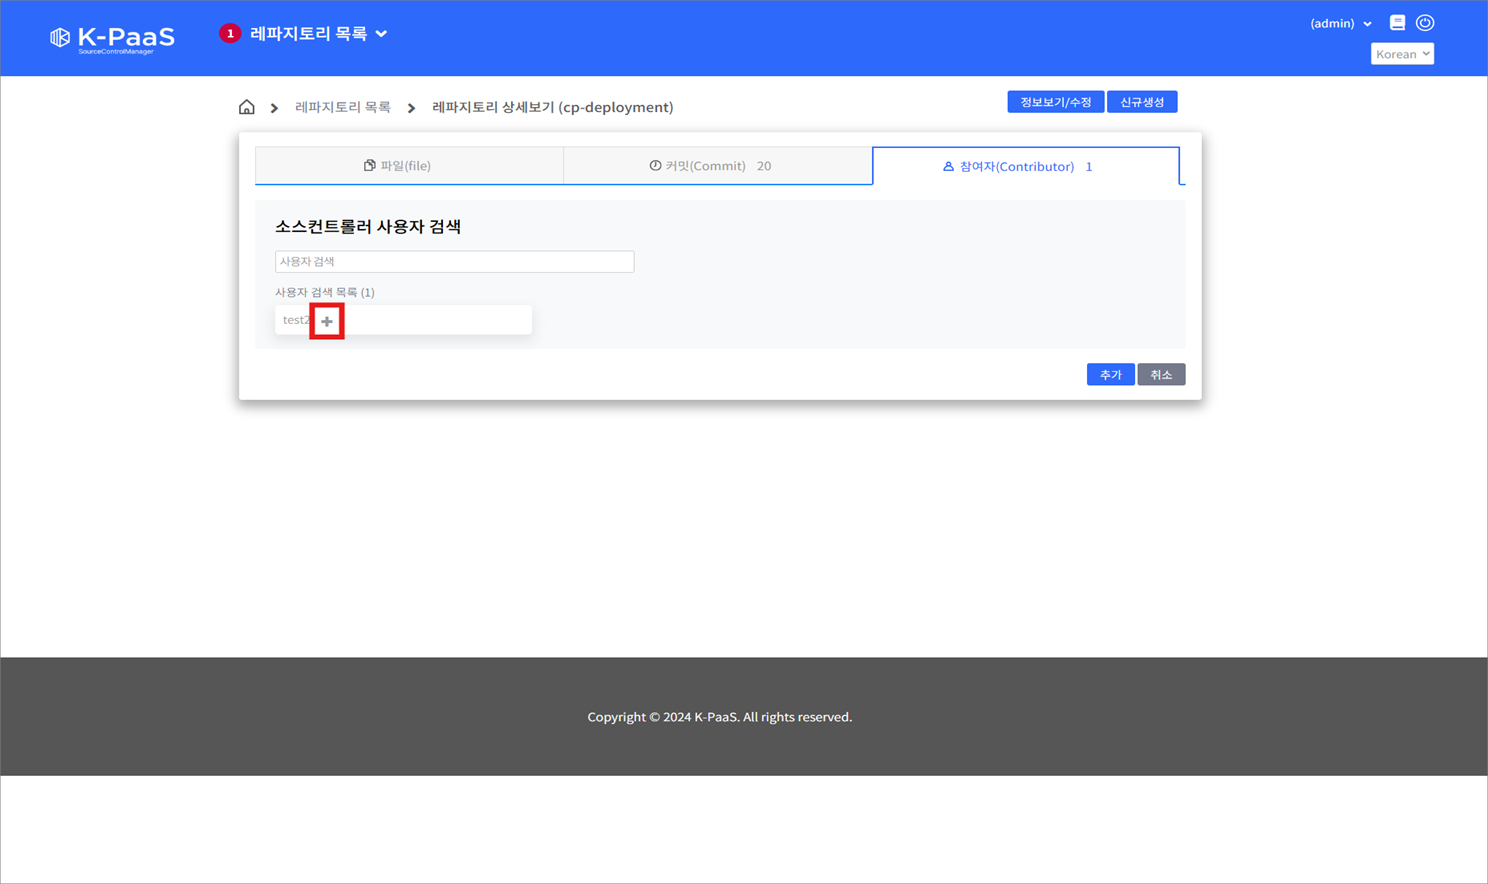 K-PaaS
SourceControlManager
1 레파지토리 목록
(admin)
Korean
레파지토리 목록 레파지토리 상세보기 (cp-deployment)
정보보기/수정 신규생성
파일(file) 커밋(Commit) 20 참여자(Contributor) 1
소스컨트롤러 사용자 검색
사용자 검색
사용자 검색 목록 (1)
test2
추가 취소
Copyright © 2024 K-PaaS. All rights reserved.